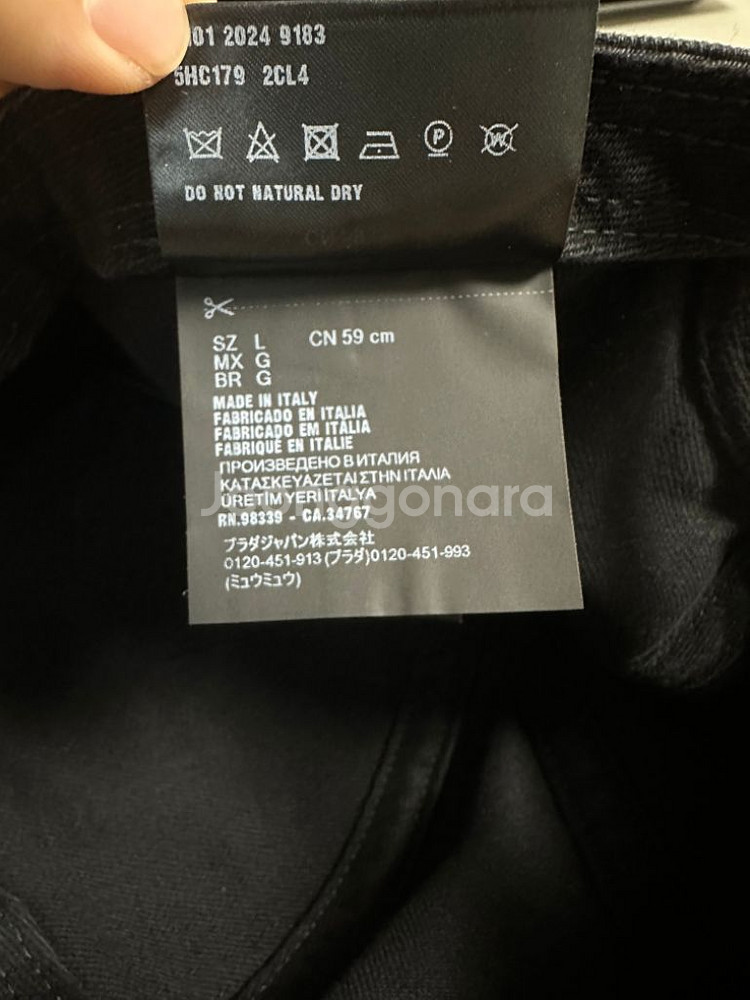 01 2024 9183
5HC179 2CL4
DO NOT NATURAL DRY
SZ L CN 59 cm
MX G
BR G
MADE IN ITALY
FABRICADO EN ITALIA
FABRICADO EM ITÁLIA
FABRIQUÉ EN ITALIE
ПРОИЗВЕДЕНО В ИТАЛИЯ
ΚΑΤΑΣΚΕΥΑΖΕΤΑΙ ΣΤΗΝ ΙΤΑΛΙΑ
ÜRETİM YERİ İTALYA
RN.98339 - CA.34767
プラダジャパン株式会社
0120-451-913 (プラダ)0120-451-993
(ミュウミュウ)